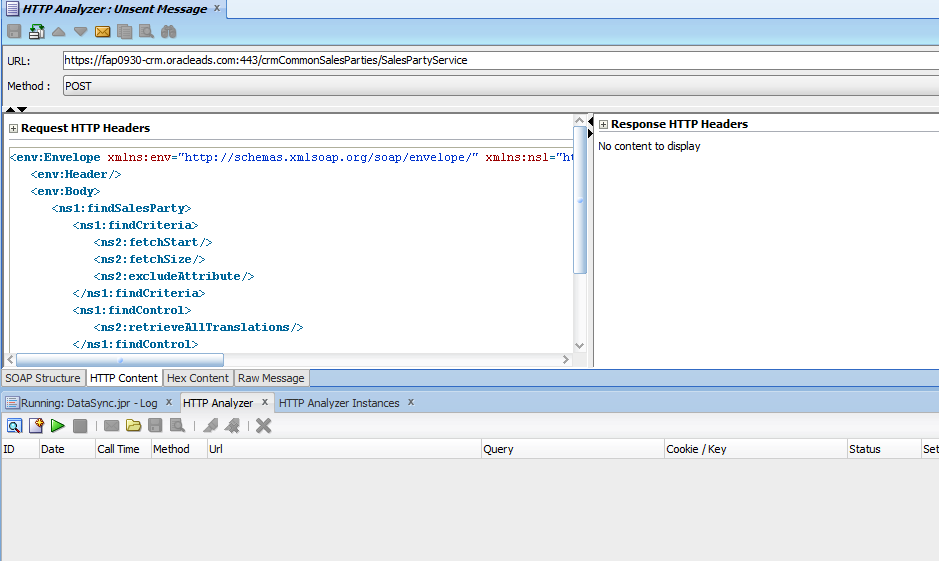 HTTP Analyzer : Unsent Message
URL: https://fap0930-crm.oracleads.com:443/crmCommonSalesParties/SalesPartyService
Method : POST
Request HTTP Headers
<env:Envelope xmlns:env="http://schemas.xmlsoap.org/soap/envelope/" xmlns:ns1="ht
<env:Header/>
<env:Body>
<ns1:findSalesParty>
<ns1:findCriteria>
<ns2:fetchStart/>
<ns2:fetchSize/>
<ns2:excludeAttribute/>
</ns1:findCriteria>
<ns1:findControl>
<ns2:retrieveAllTranslations/>
</ns1:findControl>
Response HTTP Headers
No content to display
SOAP Structure HTTP Content Hex Content Raw Message
Running: DataSync.jpr - Log HTTP Analyzer HTTP Analyzer Instances
ID Date Call Time Method Url Query Cookie / Key Status Set